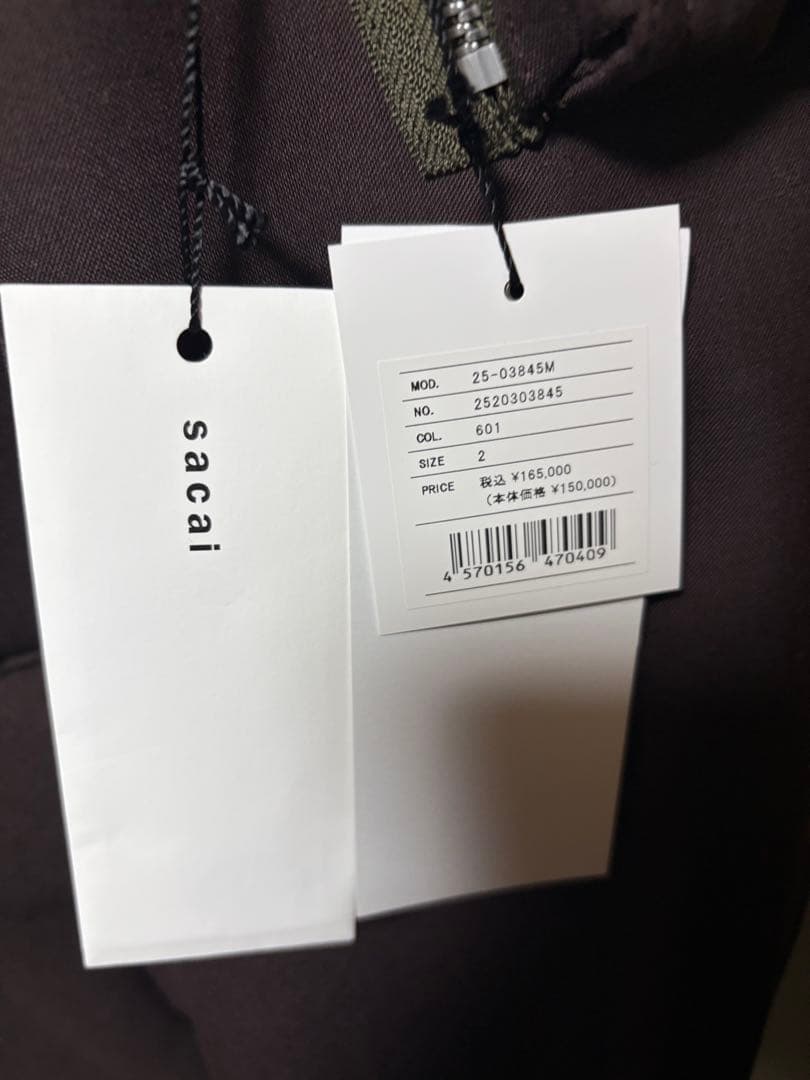 sacai
MOD. 25-03845M
NO. 2520303845
COL. 601
SIZE 2
PRICE 税込 ¥165,000
(本体価格 ¥150,000)
4 570156 470409